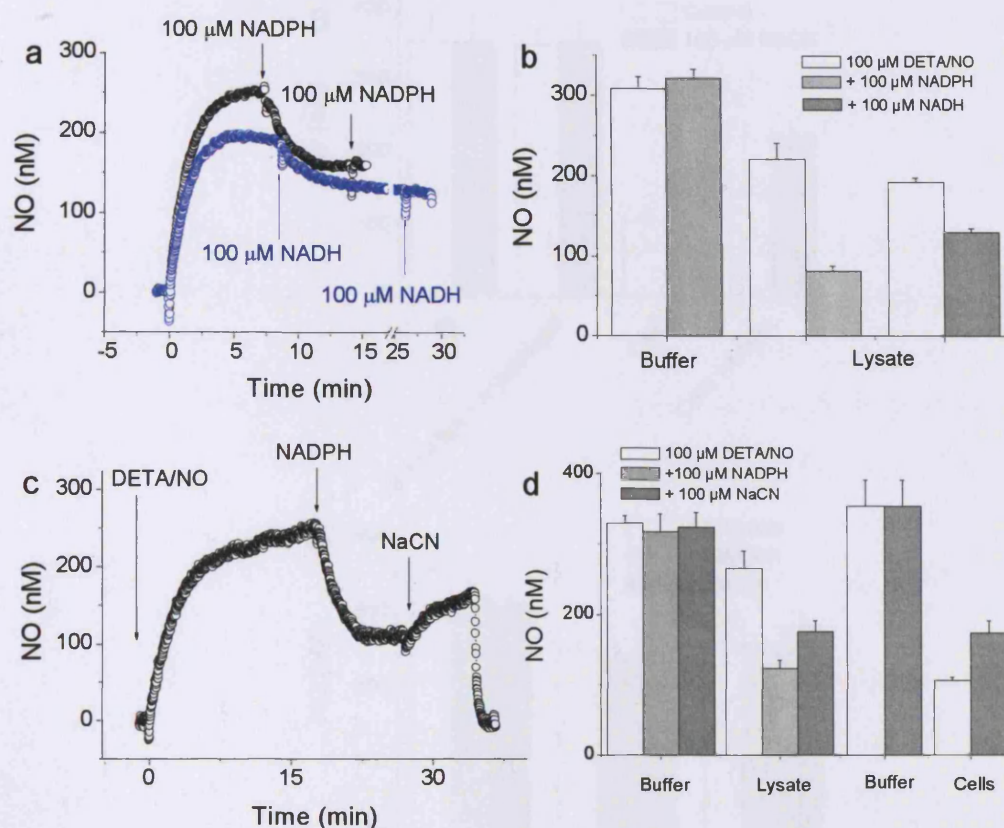 a
100 µM NADPH
100 µM NADPH
100 µM NADH
100 µM NADH
NO (nM)
300
200
100
0
-5 0 5 10 15 25 30
Time (min)
b
100 µM DETA/NO
+ 100 µM NADPH
+ 100 µM NADH
NO (nM)
300
200
100
0
Buffer Lysate
c
DETA/NO
NADPH
NaCN
NO (nM)
300
200
100
0
0 15 30
Time (min)
d
100 µM DETA/NO
+100 µM NADPH
+ 100 µM NaCN
NO (nM)
400
200
0
Buffer Lysate Buffer Cells